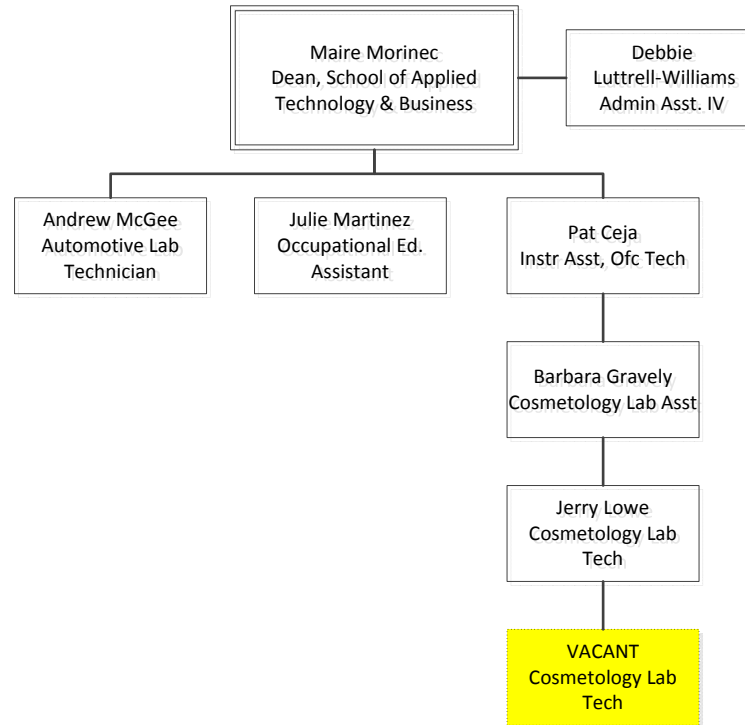 Maire Morinec
Dean, School of Applied
Technology & Business
Debbie
Luttrell-Williams
Admin Asst. IV
Andrew McGee
Automotive Lab
Technician
Julie Martinez
Occupational Ed.
Assistant
Pat Ceja
Instr Asst, Ofc Tech
Barbara Gravely
Cosmetology Lab Asst
Jerry Lowe
Cosmetology Lab
Tech
VACANT
Cosmetology Lab
Tech